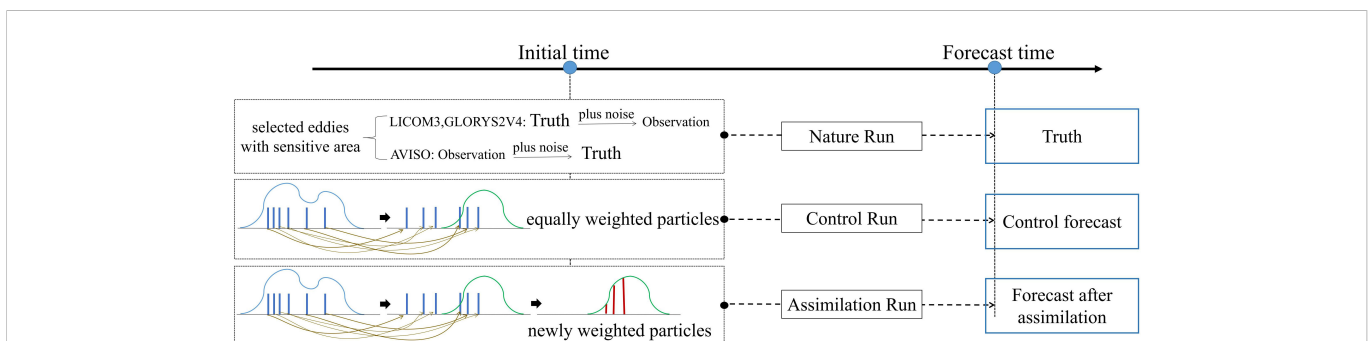 Initial time
Forecast time
selected eddies
with sensitive area
LICOM3,GLORYS2V4: Truth plus noise Observation
AVISO: Observation plus noise Truth
Nature Run
Truth
equally weighted particles
Control Run
Control forecast
newly weighted particles
Assimilation Run
Forecast after
assimilation